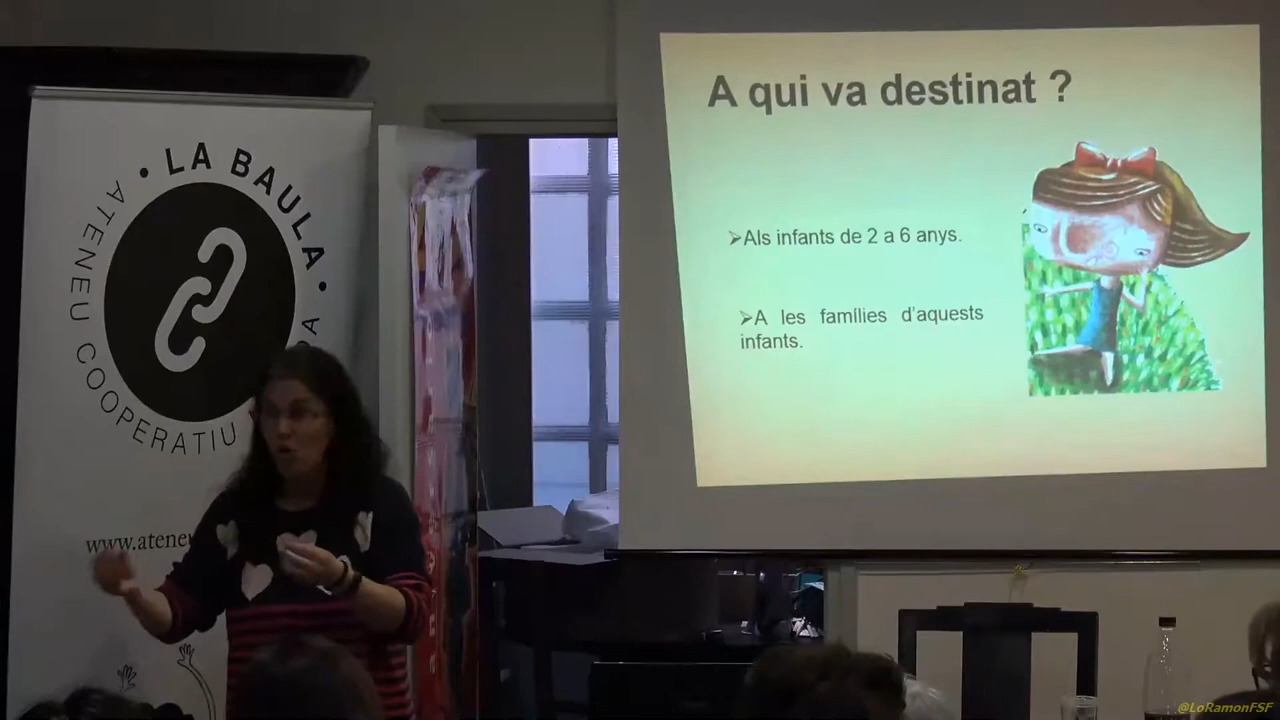 • LA BAULA •
ATENEU COOPERATIU
www.atene
A qui va destinat ?
➢Als infants de 2 a 6 anys.
➢A les famílies d'aquests
infants.
@LoRamonFSF